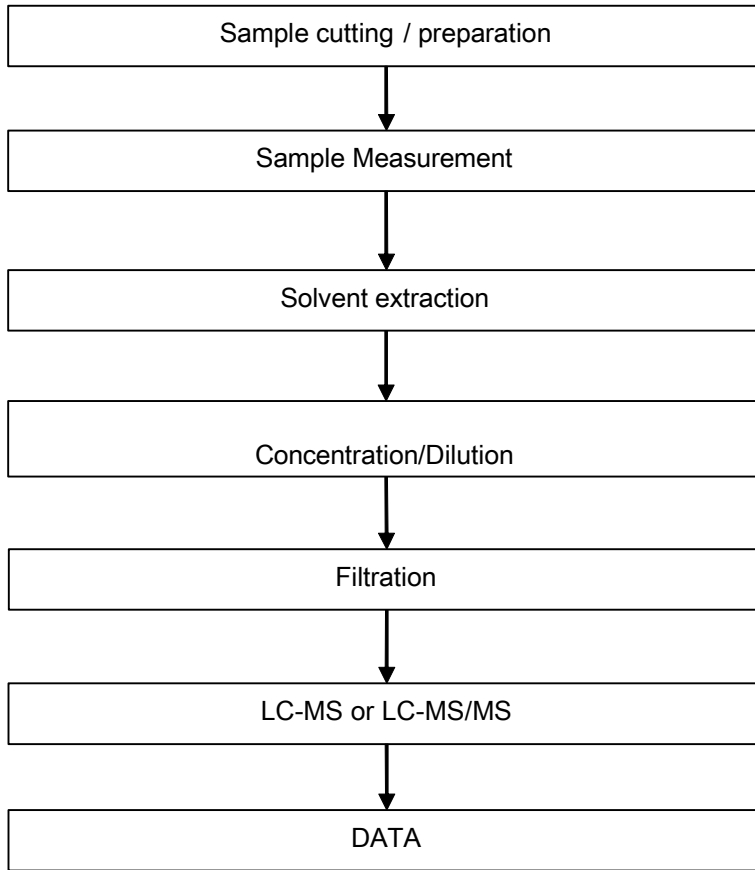 Sample cutting / preparation
Sample Measurement
Solvent extraction
Concentration/Dilution
Filtration
LC-MS or LC-MS/MS
DATA